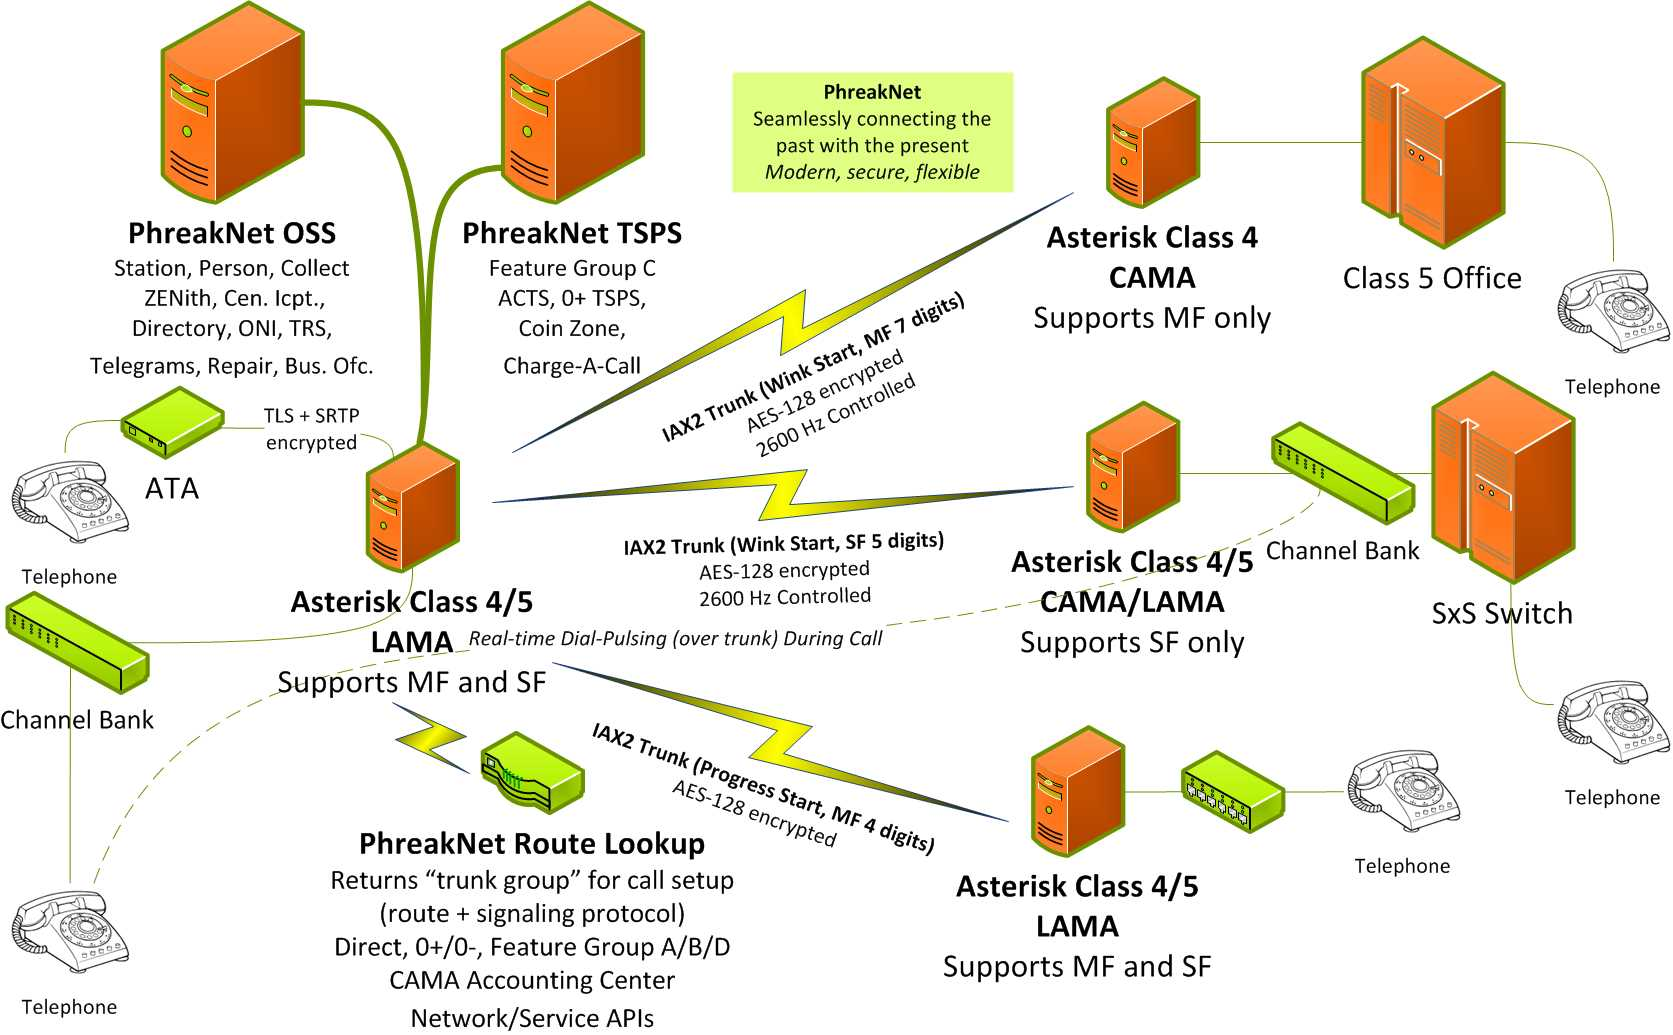 PhreakNet
Seamlessly connecting the
past with the present
Modern, secure, flexible
PhreakNet OSS
Station, Person, Collect
ZENith, Cen. Icpt.,
Directory, ONI, TRS,
Telegrams, Repair, Bus. Ofc.
PhreakNet TSPS
Feature Group C
ACTS, 0+ TSPS,
Coin Zone,
Charge-A-Call
Asterisk Class 4
CAMA
Supports MF only
Class 5 Office
Telephone
IAX2 Trunk (Wink Start, MF 7 digits)
AES-128 encrypted
2600 Hz Controlled
TLS + SRTP
encrypted
ATA
Telephone
IAX2 Trunk (Wink Start, SF 5 digits)
AES-128 encrypted
2600 Hz Controlled
Asterisk Class 4/5
CAMA/LAMA
Supports SF only
Channel Bank
SxS Switch
Telephone
Asterisk Class 4/5
LAMA
Supports MF and SF
Real-time Dial-Pulsing (over trunk) During Call
Channel Bank
Telephone
IAX2 Trunk (Progress Start, MF 4 digits)
AES-128 encrypted
PhreakNet Route Lookup
Returns “trunk group” for call setup
(route + signaling protocol)
Direct, 0+/0-, Feature Group A/B/D
CAMA Accounting Center
Network/Service APIs
Asterisk Class 4/5
LAMA
Supports MF and SF
Telephone